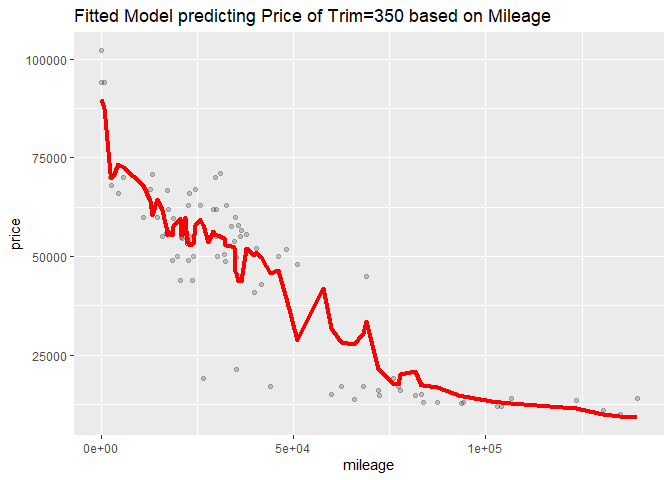 Fitted Model predicting Price of Trim=350 based on Mileage
100000
75000
50000
25000
price
0e+00
5e+04
1e+05
mileage